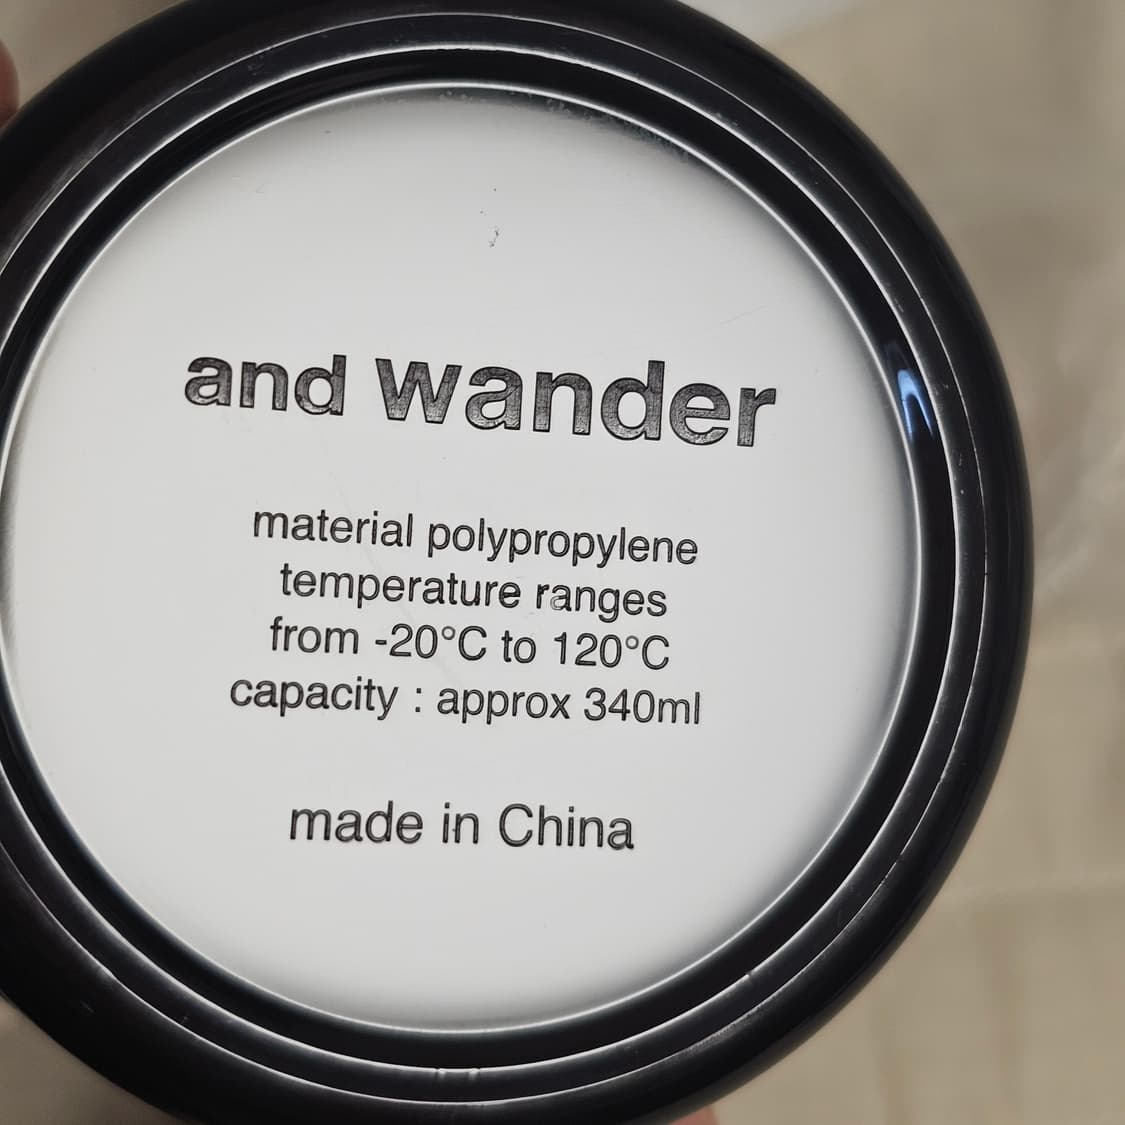 and wander
material polypropylene
temperature ranges
from -20°C to 120°C
capacity : approx 340ml
made in China